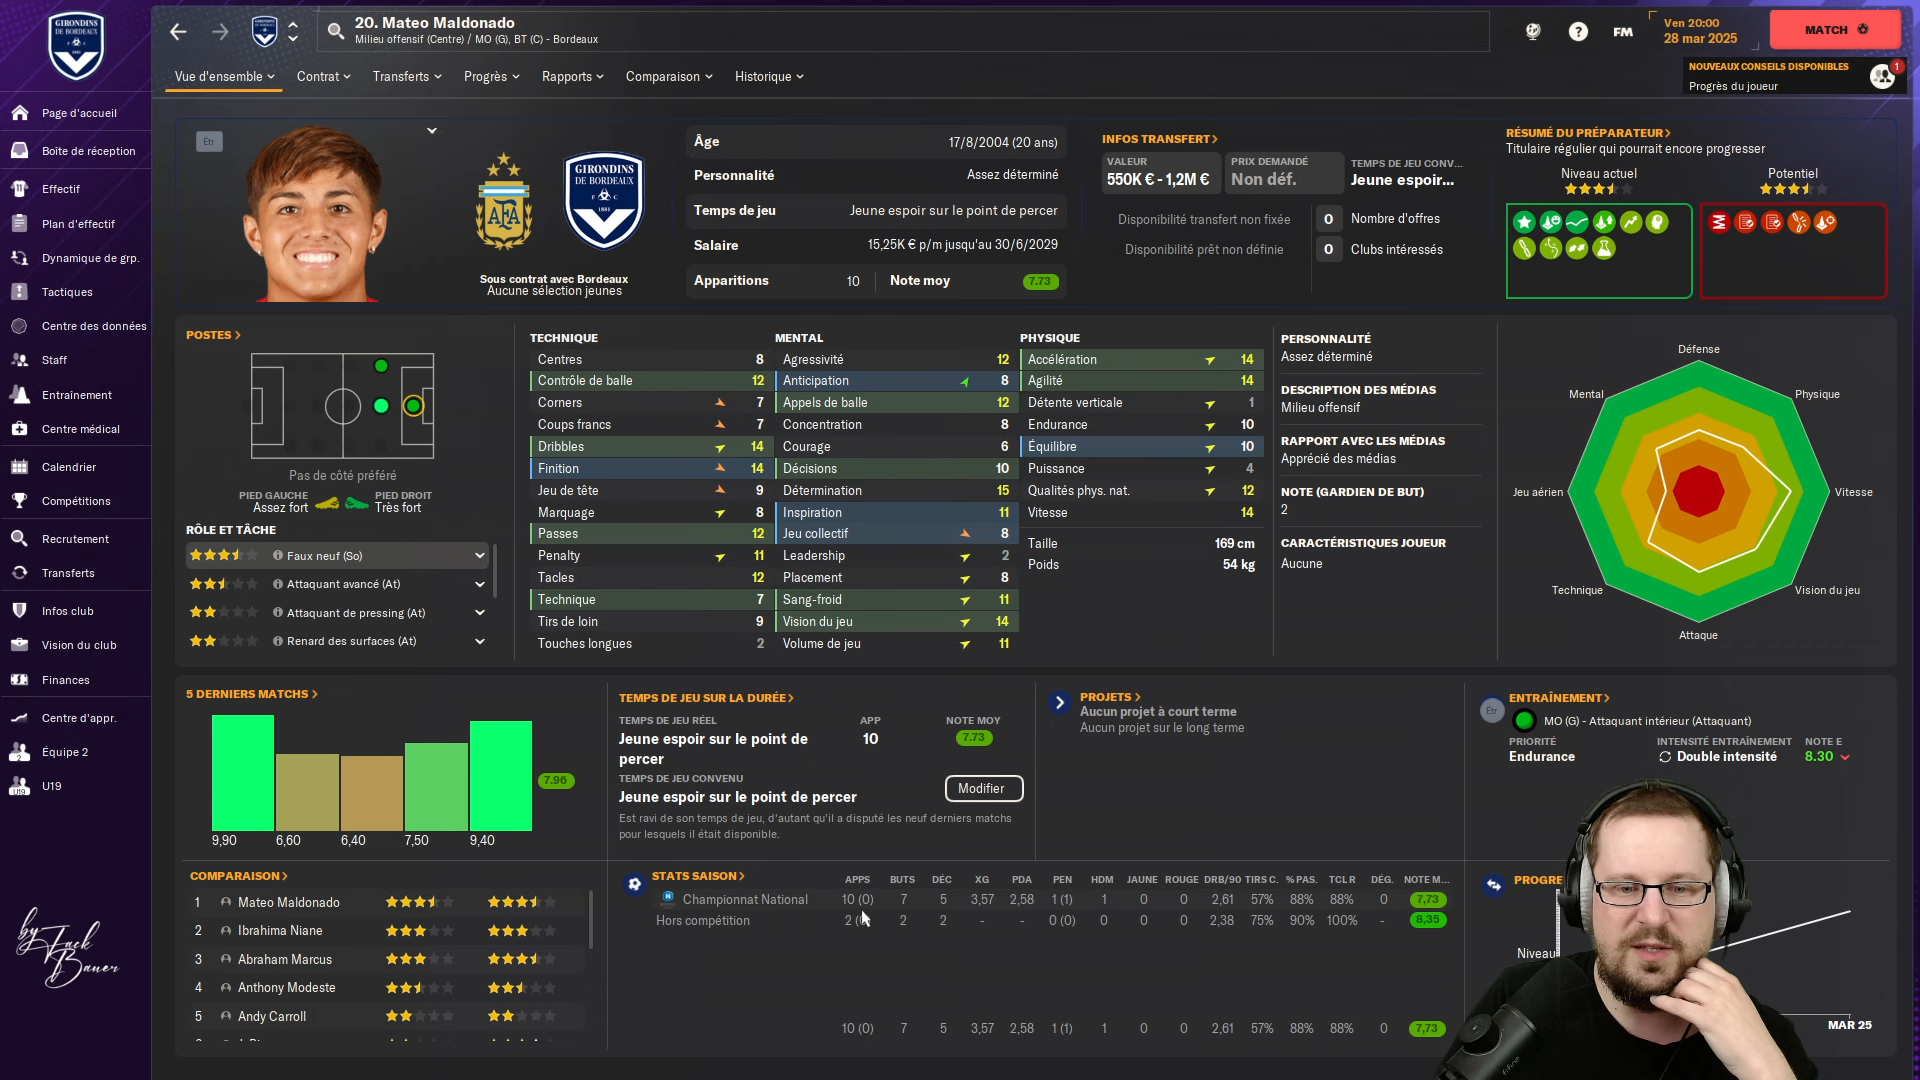 GIRONDINS
DE BORDEAUX
20. Mateo Maldonado
Milieu offensif (Centre) / MO (G), BT (C) - Bordeaux
FM
Ven 20:00
28 mar 2025
MATCH
Vue d'ensemble
Contrat
Transferts
Progrès
Rapports
Comparaison
Historique
NOUVEAUX CONSEILS DISPONIBLES
Progrès du joueur
1
Page d'accueil
Boîte de réception
Effectif
Plan d'effectif
Dynamique de grp.
Tactiques
Centre des données
Staff
Entraînement
Centre médical
Calendrier
Compétitions
Recrutement
Transferts
Infos club
Vision du club
Finances
Centre d'appr.
Équipe 2
U19
by Jack
Bauer
Étr
AFA
GIRONDINS
DE BORDEAUX
1881
Sous contrat avec Bordeaux
Aucune sélection jeunes
Âge 17/8/2004 (20 ans)
Personnalité Assez déterminé
Temps de jeu Jeune espoir sur le point de percer
Salaire 15,25K € p/m jusqu'au 30/6/2029
Apparitions 10 Note moy 7.73
INFOS TRANSFERT
VALEUR
550K € - 1,2M €
PRIX DEMANDÉ
Non déf.
TEMPS DE JEU CONV...
Jeune espoir...
Disponibilité transfert non fixée
0 Nombre d'offres
Disponibilité prêt non définie
0 Clubs intéressés
RÉSUMÉ DU PRÉPARATEUR
Titulaire régulier qui pourrait encore progresser
Niveau actuel
Potentiel
POSTES
Pas de côté préféré
PIED GAUCHE
Assez fort
PIED DROIT
Très fort
RÔLE ET TÂCHE
Faux neuf (So)
Attaquant avancé (At)
Attaquant de pressing (At)
Renard des surfaces (At)
TECHNIQUE
Centres 8
Contrôle de balle 12
Corners 7
Coups francs 7
Dribbles 14
Finition 14
Jeu de tête 9
Marquage 8
Passes 12
Penalty 11
Tacles 12
Technique 7
Tirs de loin 9
Touches longues 2
MENTAL
Agressivité 12
Anticipation 8
Appels de balle 12
Concentration 8
Courage 6
Décisions 10
Détermination 15
Inspiration 11
Jeu collectif 8
Leadership 2
Placement 8
Sang-froid 11
Vision du jeu 14
Volume de jeu 11
PHYSIQUE
Accélération 14
Agilité 14
Détente verticale 1
Endurance 10
Équilibre 10
Puissance 4
Qualités phys. nat. 12
Vitesse 14
Taille 169 cm
Poids 54 kg
PERSONNALITÉ
Assez déterminé
DESCRIPTION DES MÉDIAS
Milieu offensif
RAPPORT AVEC LES MÉDIAS
Apprécié des médias
NOTE (GARDIEN DE BUT)
2
CARACTÉRISTIQUES JOUEUR
Aucune
Défense
Mental
Physique
Jeu aérien
Vitesse
Technique
Vision du jeu
Attaque
5 DERNIERS MATCHS
7.96
9,90 6,60 6,40 7,50 9,40
TEMPS DE JEU SUR LA DURÉE
TEMPS DE JEU RÉEL
Jeune espoir sur le point de
percer
APP
10
NOTE MOY
7.73
TEMPS DE JEU CONVENU
Jeune espoir sur le point de percer
Modifier
Est ravi de son temps de jeu, d'autant qu'il a disputé les neuf derniers matchs
pour lesquels il était disponible.
PROJETS
Aucun projet à court terme
Aucun projet sur le long terme
Étr
ENTRAÎNEMENT
MO (G) - Attaquant intérieur (Attaquant)
PRIORITÉ
Endurance
INTENSITÉ ENTRAÎNEMENT
Double intensité
NOTE E
8.30
COMPARAISON
1 Mateo Maldonado
2 Ibrahima Niane
3 Abraham Marcus
4 Anthony Modeste
5 Andy Carroll
STATS SAISON
APPS BUTS DÉC XG PDA PEN HDM JAUNE ROUGE DRB/90 TIRS C. % PAS. TCL R DÉG. NOTE M...
Championnat National 10 (0) 7 5 3,57 2,58 1 (1) 1 0 0 2,61 57% 88% 88% 0 7,73
Hors compétition 2 2 2 - - 0 (0) 0 0 0 2,38 75% 90% 100% - 8,35
10 (0) 7 5 3,57 2,58 1 (1) 1 0 0 2,61 57% 88% 88% 0 7,73
PROGRE
Niveau
MAR 25